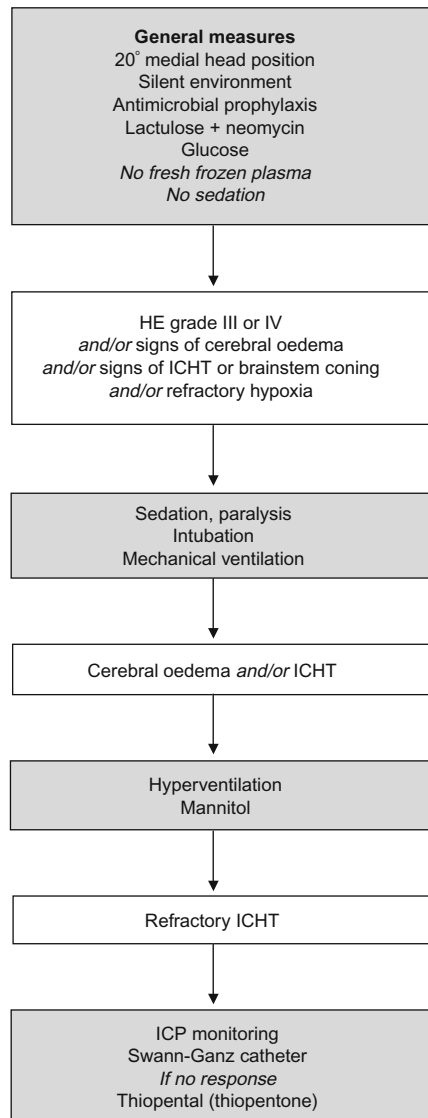 General measures
20° medial head position
Silent environment
Antimicrobial prophylaxis
Lactulose + neomycin
Glucose
No fresh frozen plasma
No sedation
HE grade III or IV
and/or signs of cerebral oedema
and/or signs of ICHT or brainstem coning
and/or refractory hypoxia
Sedation, paralysis
Intubation
Mechanical ventilation
Cerebral oedema and/or ICHT
Hyperventilation
Mannitol
Refractory ICHT
ICP monitoring
Swann-Ganz catheter
If no response
Thiopental (thiopentone)